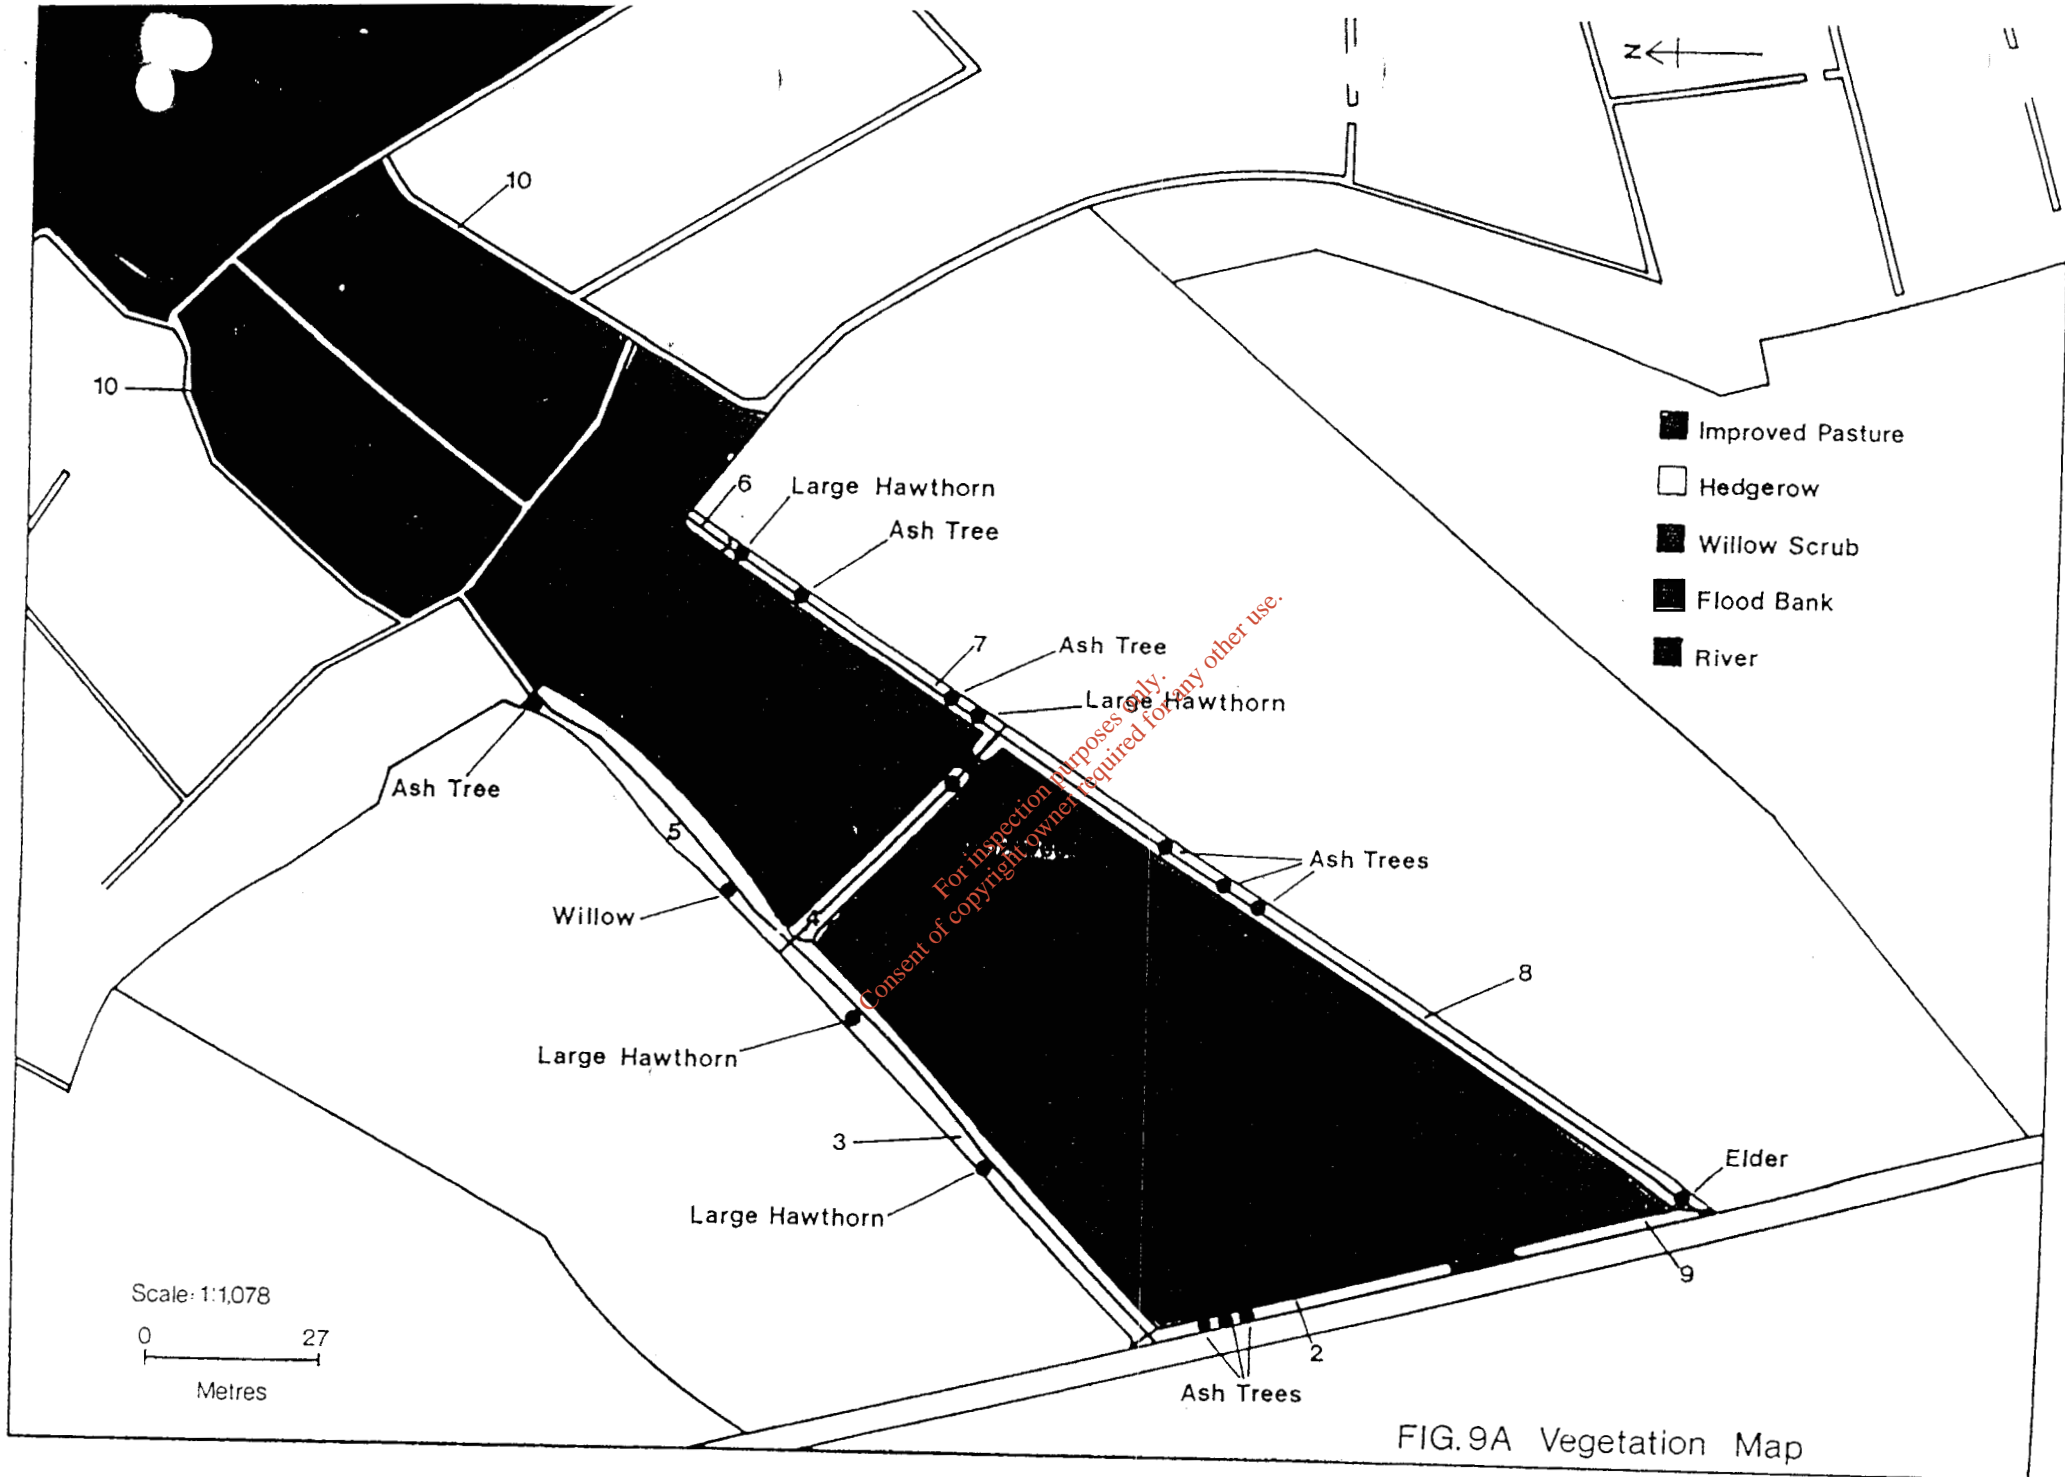 N
10
10
6
Large Hawthorn
Ash Tree
Improved Pasture
Hedgerow
Willow Scrub
Flood Bank
River
7
Ash Tree
Large Hawthorn
For inspection purposes only.
Consent of copyright owner required for any other use.
Ash Tree
5
Willow
4
Ash Trees
8
Large Hawthorn
3
Large Hawthorn
Elder
9
2
Ash Trees
Scale: 1:1,078
0 27
Metres
FIG. 9A Vegetation Map